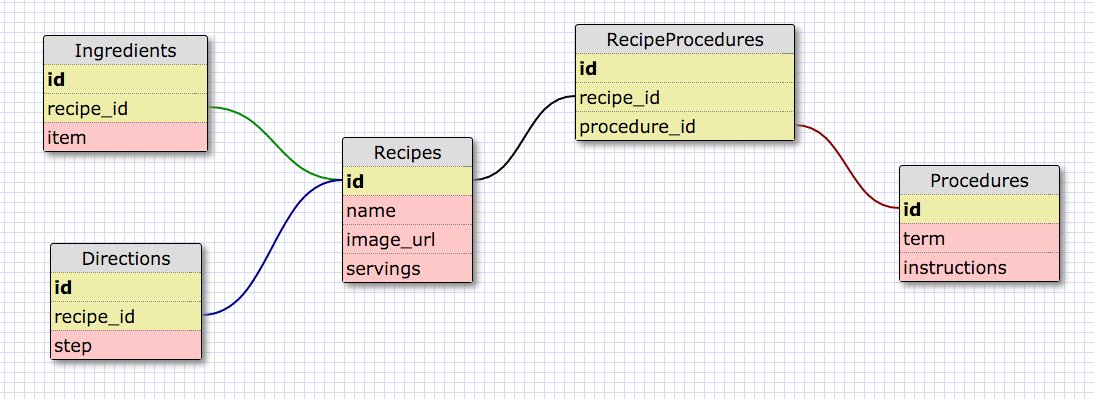 Ingredients
id
recipe_id
item
Directions
id
recipe_id
step
Recipes
id
name
image_url
servings
RecipeProcedures
id
recipe_id
procedure_id
Procedures
id
term
instructions